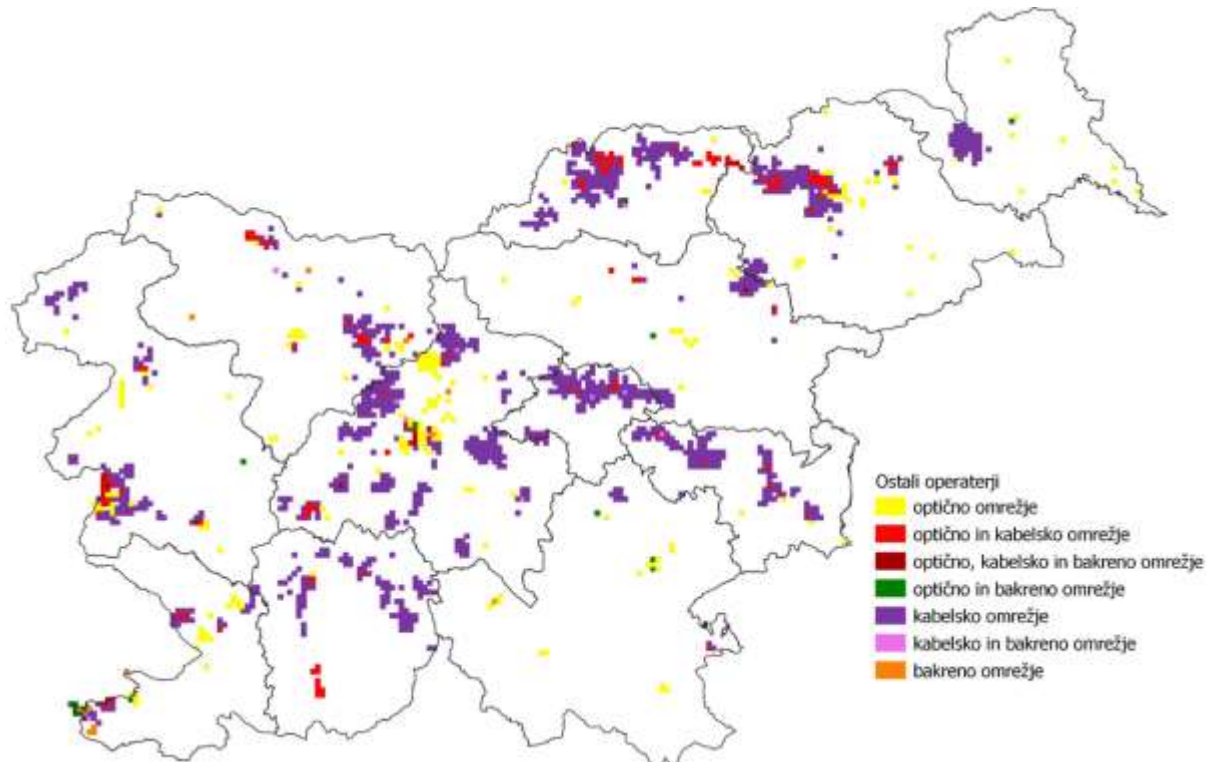 Ostali operaterji
optično omrežje
optično in kabelsko omrežje
optično, kabelsko in bakreno omrežje
optično in bakreno omrežje
kabelsko omrežje
kabelsko in bakreno omrežje
bakreno omrežje